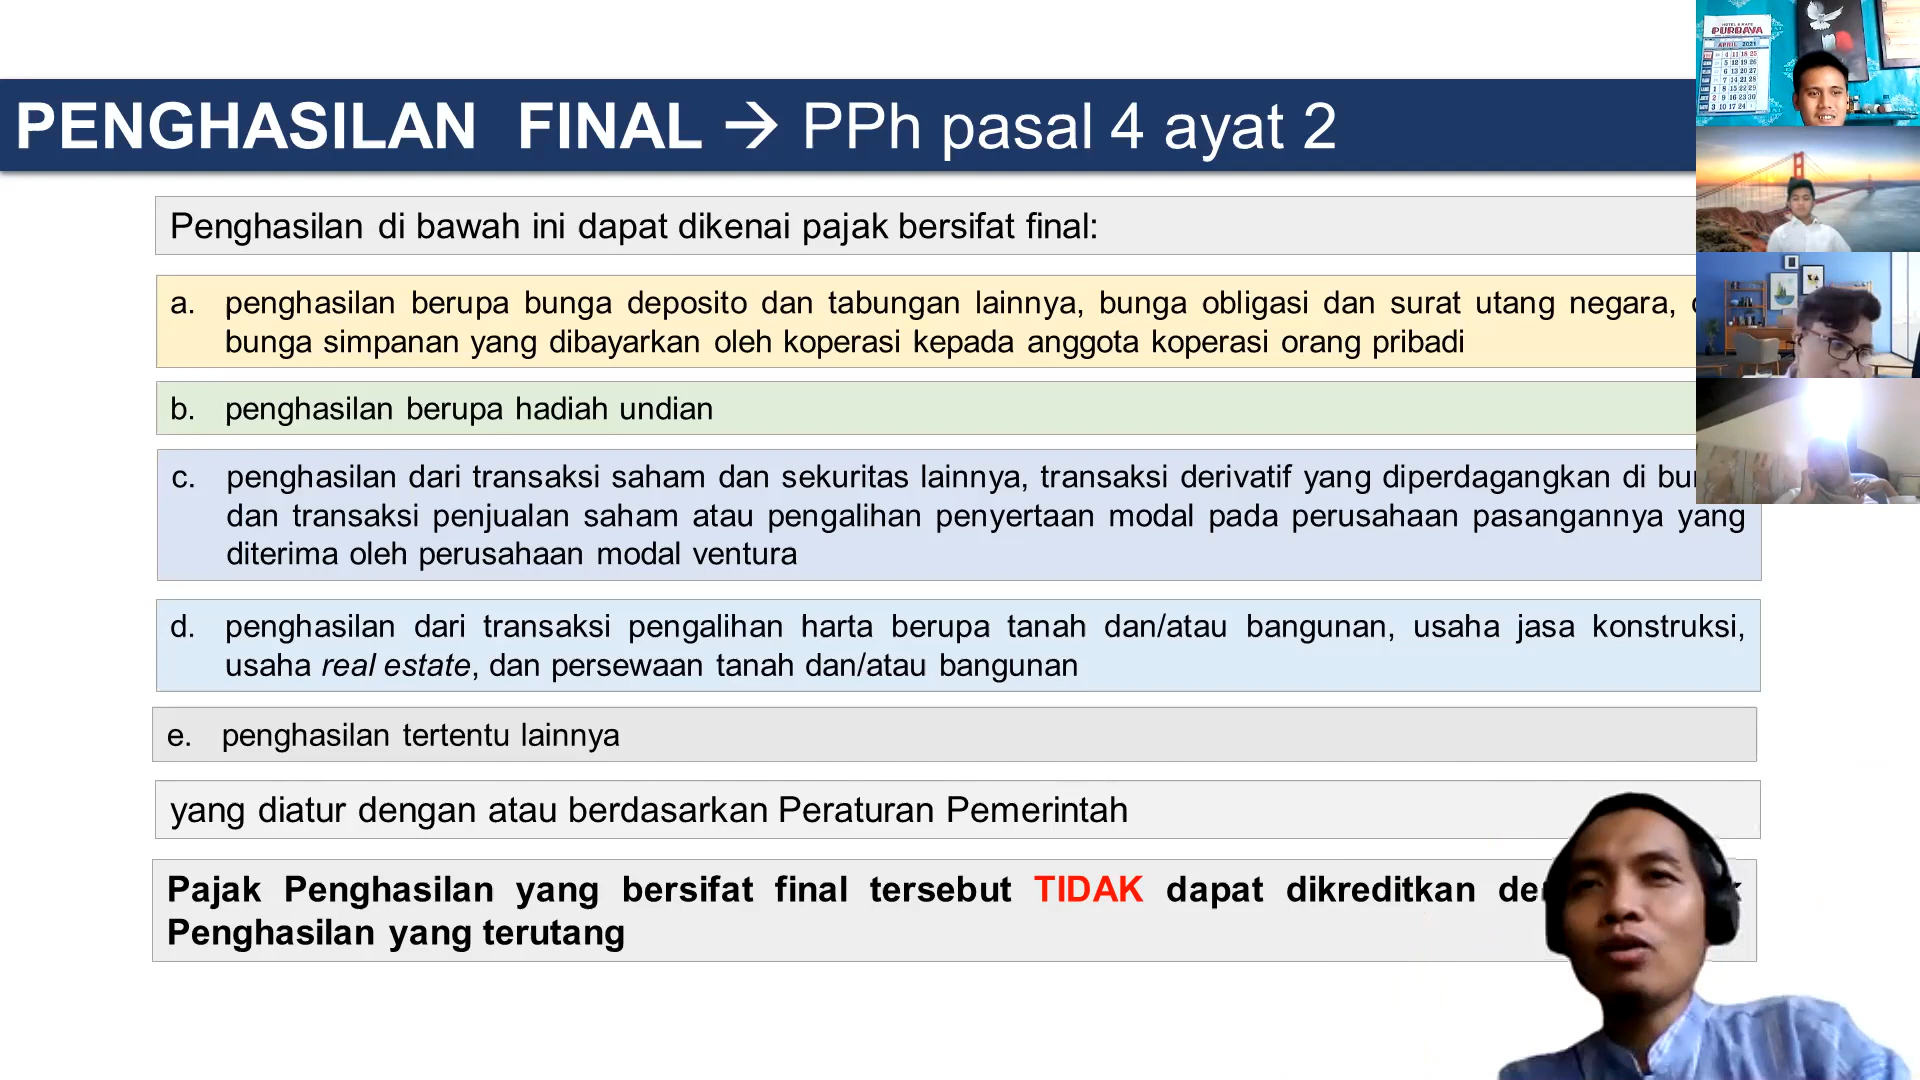 PENGHASILAN FINAL → PPh pasal 4 ayat 2
Penghasilan di bawah ini dapat dikenai pajak bersifat final:
a. penghasilan berupa bunga deposito dan tabungan lainnya, bunga obligasi dan surat utang negara,
bunga simpanan yang dibayarkan oleh koperasi kepada anggota koperasi orang pribadi
b. penghasilan berupa hadiah undian
c. penghasilan dari transaksi saham dan sekuritas lainnya, transaksi derivatif yang diperdagangkan di
dan transaksi penjualan saham atau pengalihan penyertaan modal pada perusahaan pasangannya yang
diterima oleh perusahaan modal ventura
d. penghasilan dari transaksi pengalihan harta berupa tanah dan/atau bangunan, usaha jasa konstruksi,
usaha real estate, dan persewaan tanah dan/atau bangunan
e. penghasilan tertentu lainnya
yang diatur dengan atau berdasarkan Peraturan Pemerintah
Pajak Penghasilan yang bersifat final tersebut TIDAK dapat dikreditkan
Penghasilan yang terutang
PURBAYA
APRIL 2021